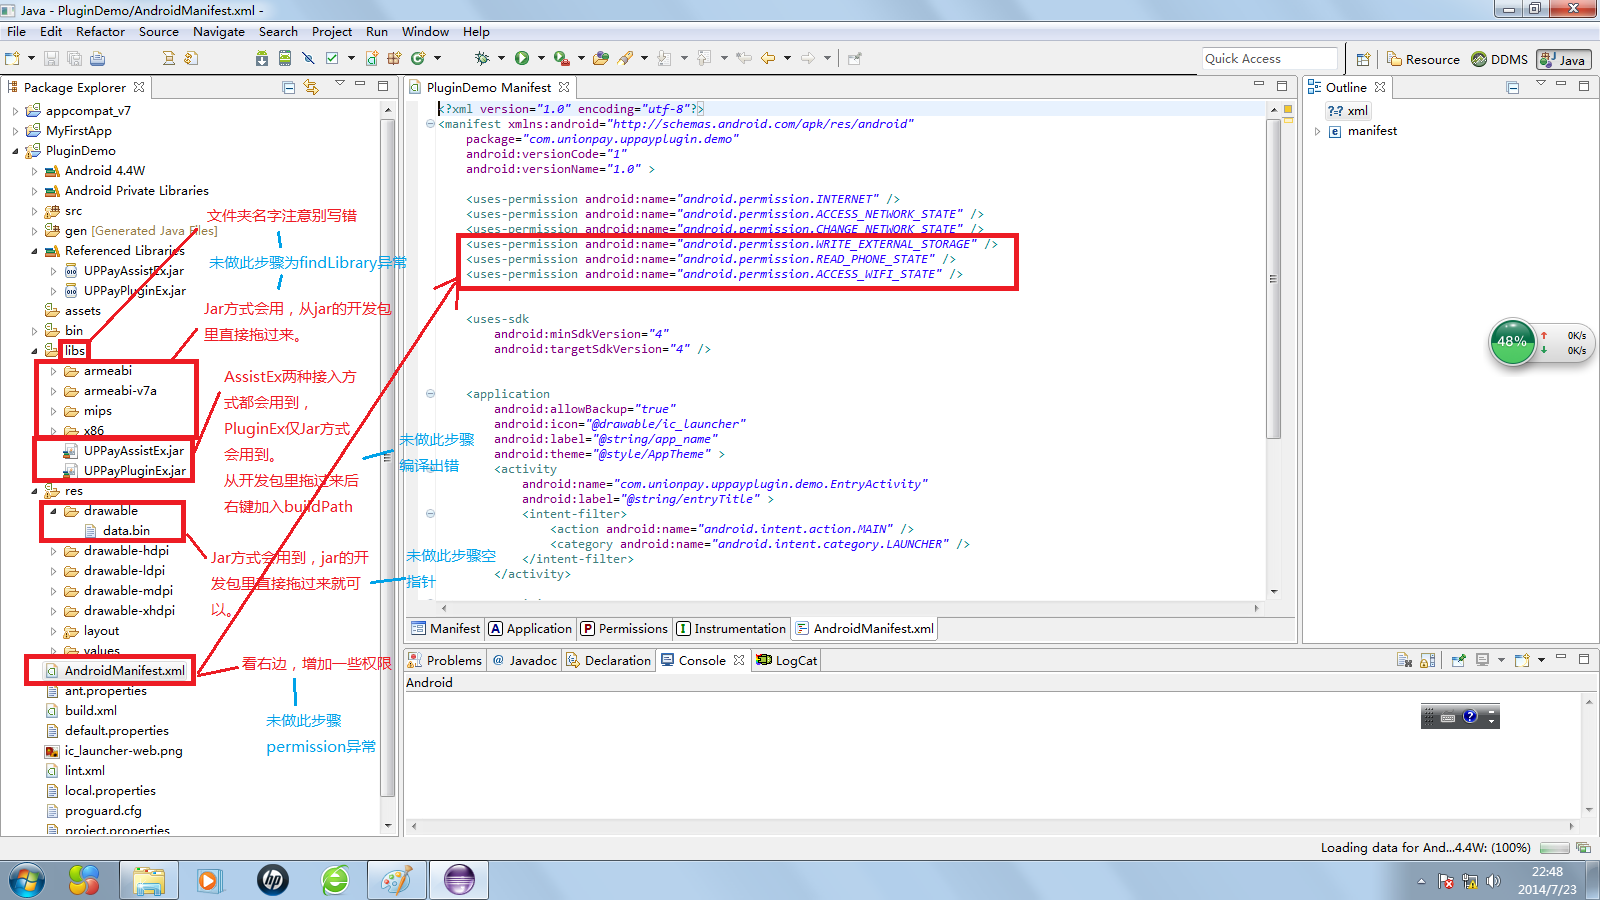 Java - PluginDemo/AndroidManifest.xml -
File Edit Refactor Source Navigate Search Project Run Window Help
Quick Access
Resource DDMS Java
Package Explorer
appcompat_v7
MyFirstApp
PluginDemo
Android 4.4W
Android Private Libraries
src
gen [Generated Java Files]
Referenced Libraries
UPPayAssistEx.jar
UPPayPluginEx.jar
assets
bin
libs
armeabi
armeabi-v7a
mips
x86
UPPayAssistEx.jar
UPPayPluginEx.jar
res
drawable
data.bin
drawable-hdpi
drawable-ldpi
drawable-mdpi
drawable-xhdpi
layout
values
AndroidManifest.xml
ant.properties
build.xml
default.properties
ic_launcher-web.png
lint.xml
local.properties
proguard.cfg
project.properties
文件夹名字注意别写错
未做此步骤为findLibrary异常
Jar方式会用，从jar的开发包
里直接拖过来。
AssistEx两种接入方
式都会用到，
PluginEx仅Jar方式
会用到。
从开发包里拖过来后
右键加入buildPath
未做此步骤
编译出错
Jar方式会用到，jar的开
发包里直接拖过来就可
以。
未做此步骤空
指针
看右边，增加一些权限
未做此步骤
permission异常
PluginDemo Manifest
<?xml version="1.0" encoding="utf-8"?>
<manifest xmlns:android="http://schemas.android.com/apk/res/android"
package="com.unionpay.uppayplugin.demo"
android:versionCode="1"
android:versionName="1.0" >
<uses-permission android:name="android.permission.INTERNET" />
<uses-permission android:name="android.permission.ACCESS_NETWORK_STATE" />
<uses-permission android:name="android.permission.CHANGE_NETWORK_STATE" />
<uses-permission android:name="android.permission.WRITE_EXTERNAL_STORAGE" />
<uses-permission android:name="android.permission.READ_PHONE_STATE" />
<uses-permission android:name="android.permission.ACCESS_WIFI_STATE" />
<uses-sdk
android:minSdkVersion="4"
android:targetSdkVersion="4" />
<application
android:allowBackup="true"
android:icon="@drawable/ic_launcher"
android:label="@string/app_name"
android:theme="@style/AppTheme" >
<activity
android:name="com.unionpay.uppayplugin.demo.EntryActivity"
android:label="@string/entryTitle" >
<intent-filter>
<action android:name="android.intent.action.MAIN" />
<category android:name="android.intent.category.LAUNCHER" />
</intent-filter>
</activity>
Manifest Application Permissions Instrumentation AndroidManifest.xml
Outline
xml
manifest
48%
0K/s
0K/s
Problems Javadoc Declaration Console LogCat
Android
Loading data for And...4.4W: (100%)
22:48
2014/7/23